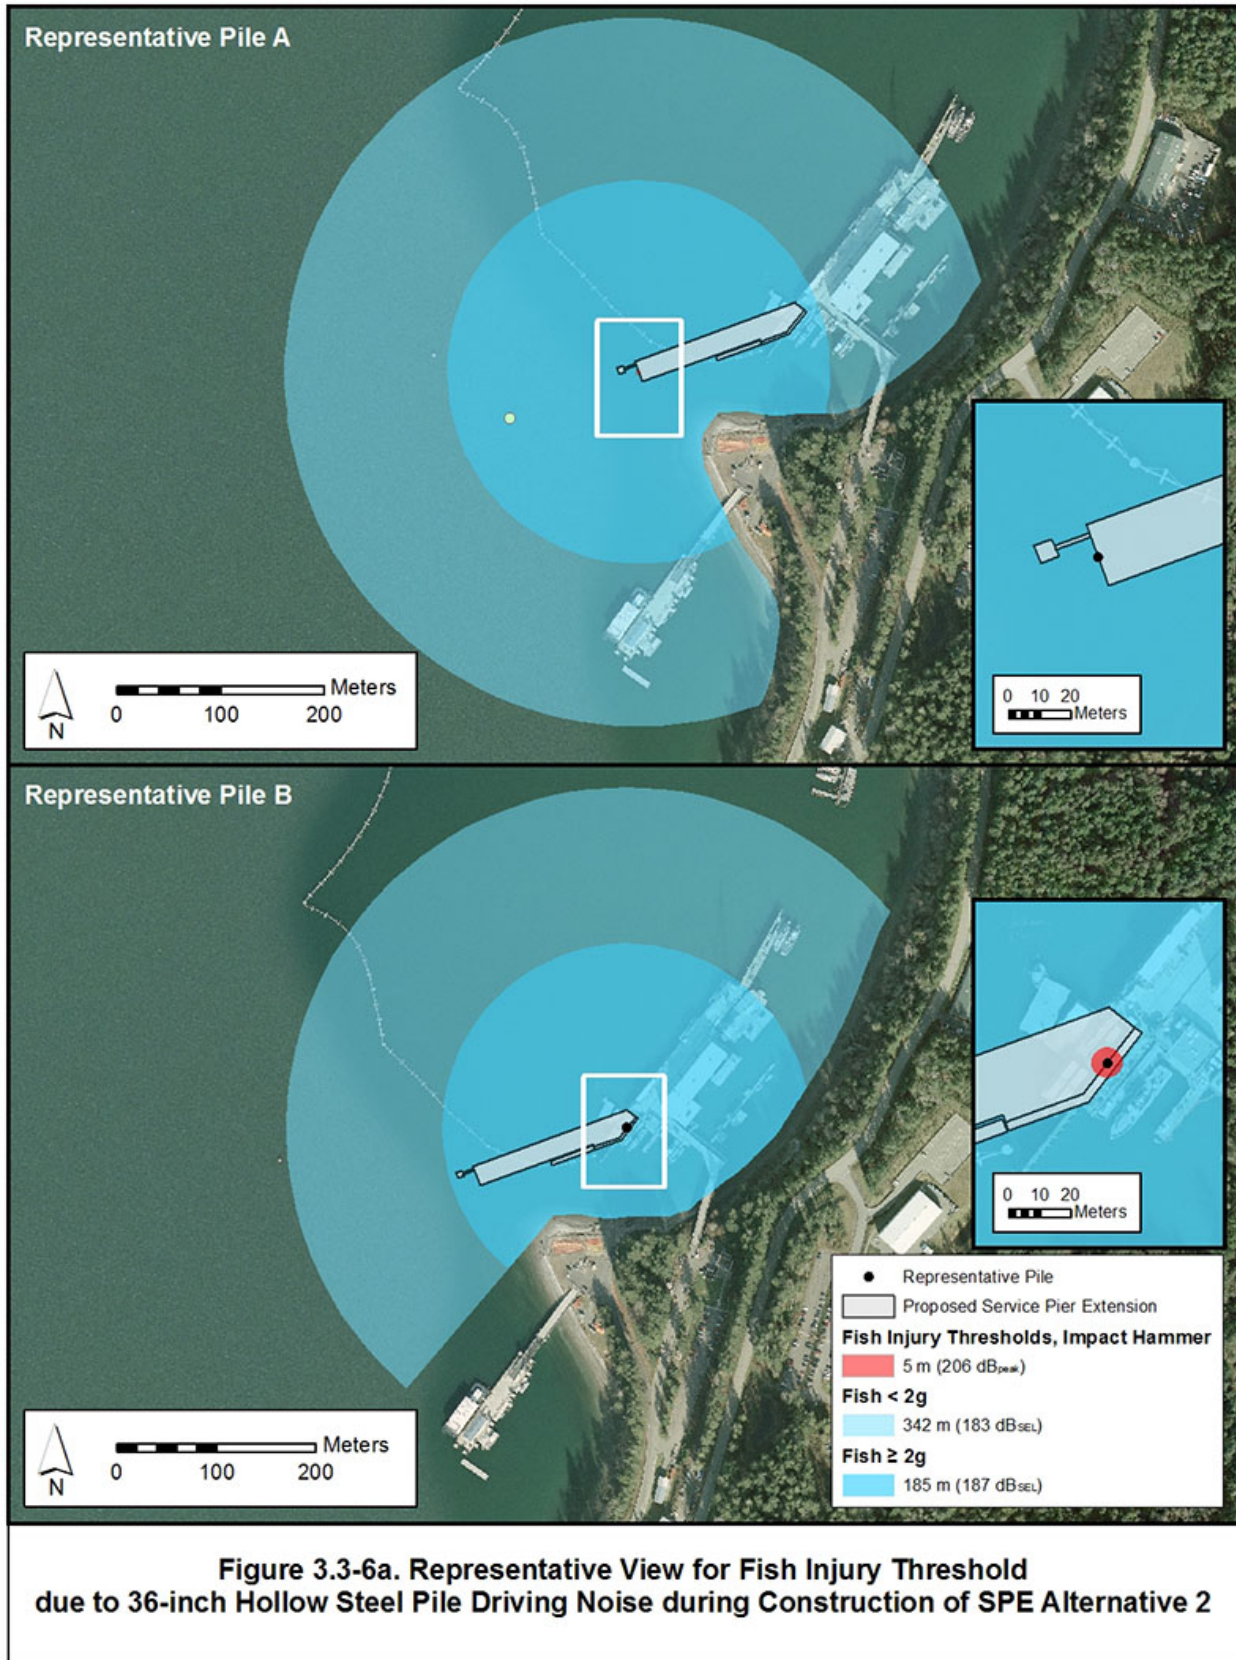 Representative Pile A
Meters
0 100 200
N
0 10 20
Meters
Representative Pile B
Meters
0 100 200
N
0 10 20
Meters
Representative Pile
Proposed Service Pier Extension
Fish Injury Thresholds, Impact Hammer
5 m (206 dBpeak)
Fish < 2g
342 m (183 dBSEL)
Fish ≥ 2g
185 m (187 dBSEL)
Figure 3.3-6a. Representative View for Fish Injury Threshold
due to 36-inch Hollow Steel Pile Driving Noise during Construction of SPE Alternative 2